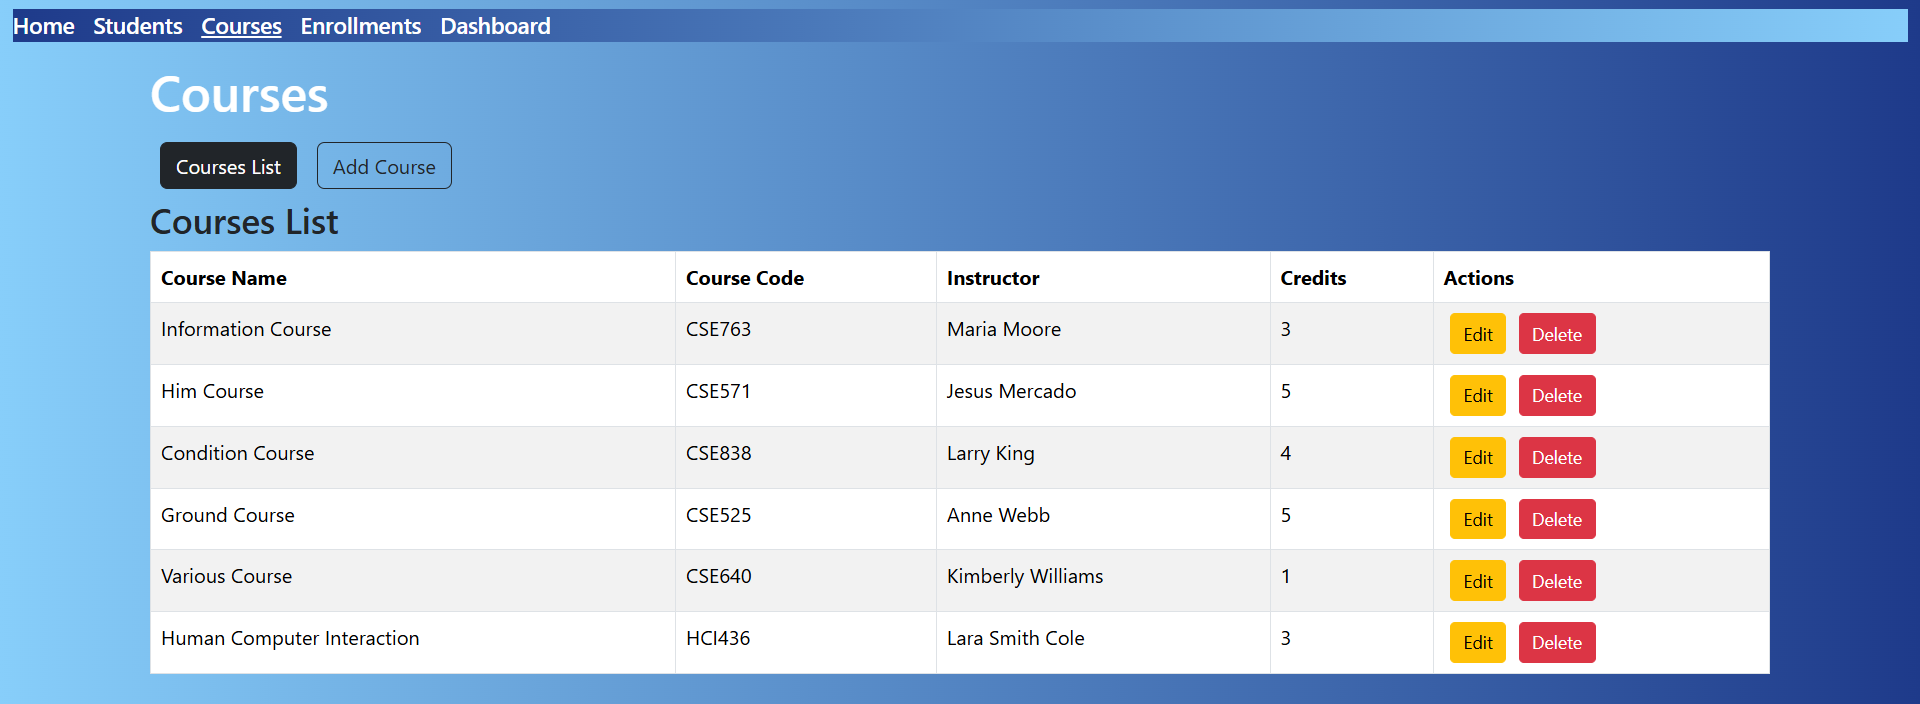 Home Students Courses Enrollments Dashboard
Courses
Courses List Add Course
Courses List
Course Name Course Code Instructor Credits Actions
Information Course CSE763 Maria Moore 3 Edit Delete
Him Course CSE571 Jesus Mercado 5 Edit Delete
Condition Course CSE838 Larry King 4 Edit Delete
Ground Course CSE525 Anne Webb 5 Edit Delete
Various Course CSE640 Kimberly Williams 1 Edit Delete
Human Computer Interaction HCI436 Lara Smith Cole 3 Edit Delete